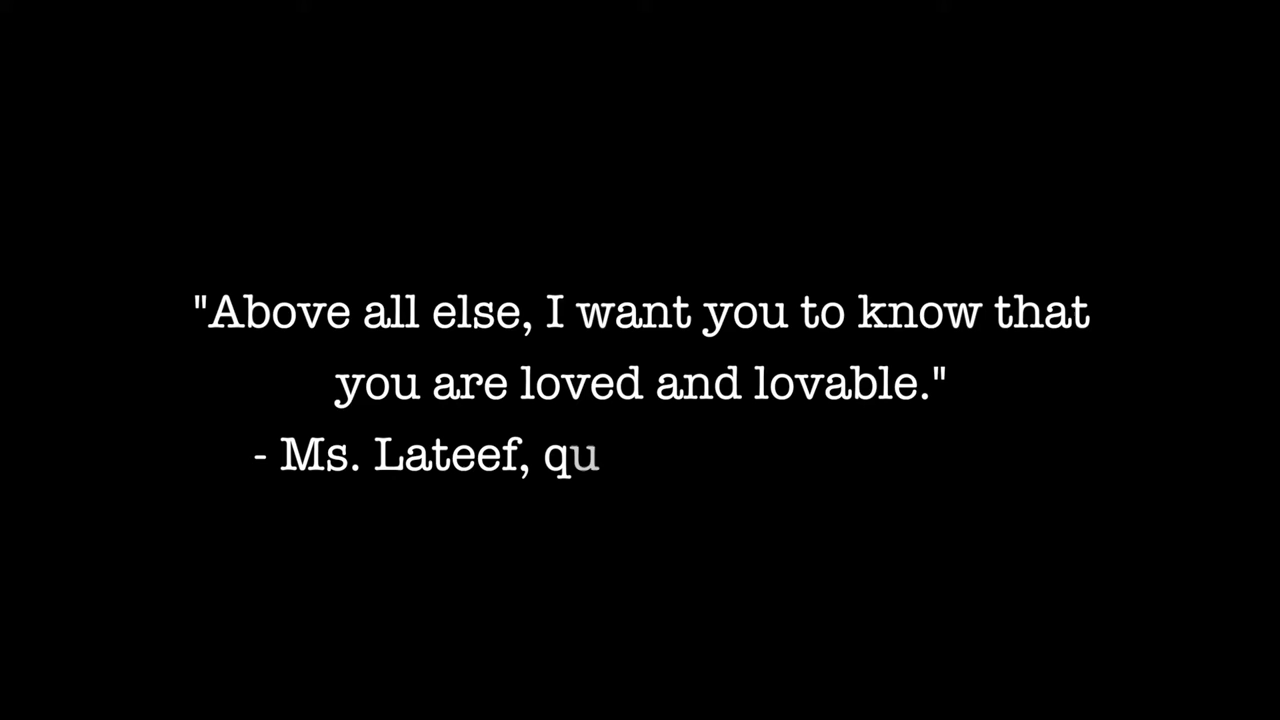 "Above all else, I want you to know that
you are loved and lovable."
- Ms. Lateef, qu